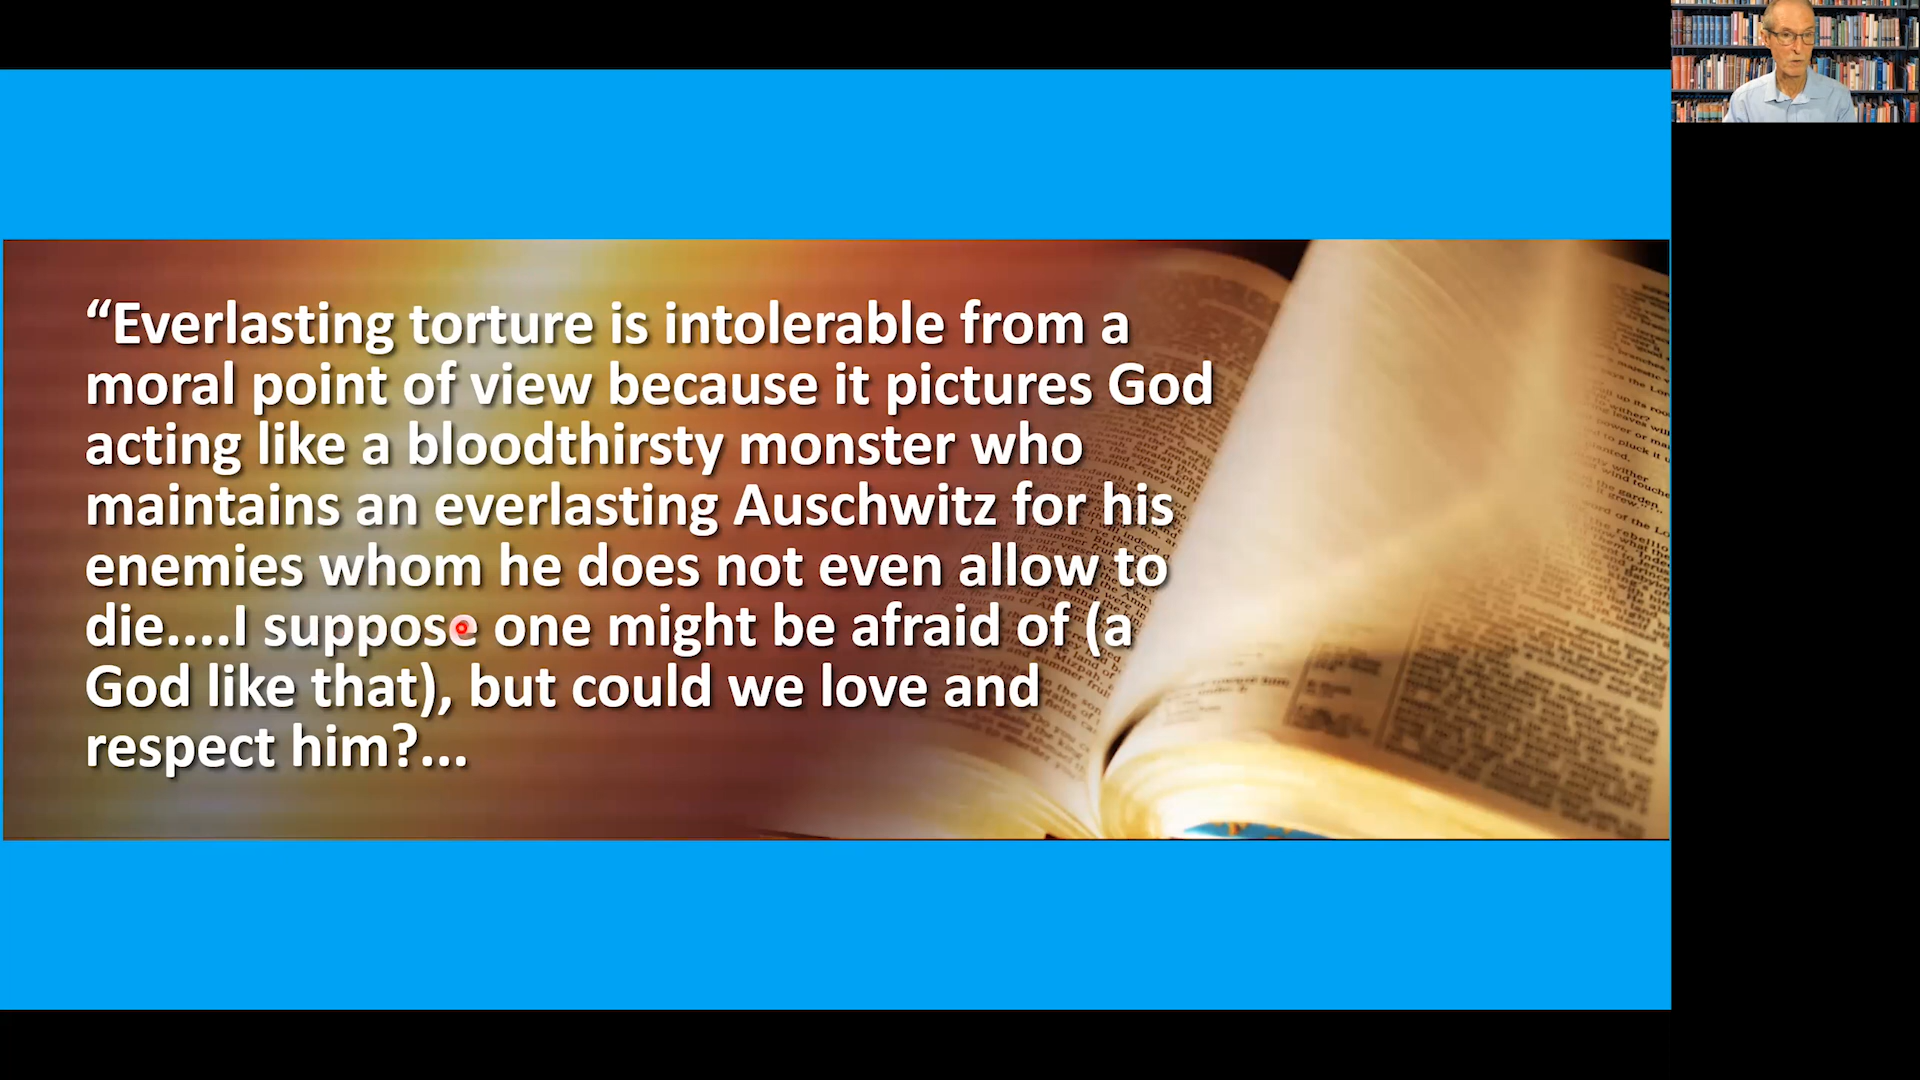 “Everlasting torture is intolerable from a
moral point of view because it pictures God
acting like a bloodthirsty monster who
maintains an everlasting Auschwitz for his
enemies whom he does not even allow to
die....I suppose one might be afraid of (a
God like that), but could we love and
respect him?...